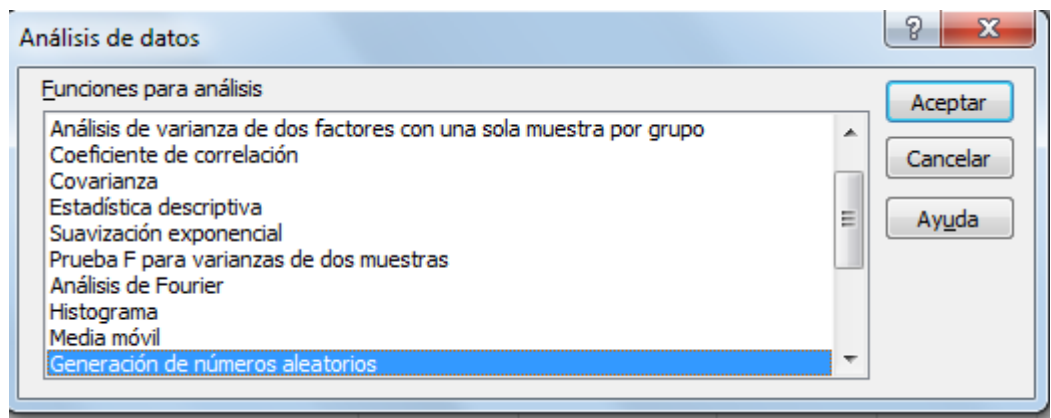 Análisis de datos
?
Funciones para análisis
Análisis de varianza de dos factores con una sola muestra por grupo
Coeficiente de correlación
Covarianza
Estadística descriptiva
Suavización exponencial
Prueba F para varianzas de dos muestras
Análisis de Fourier
Histograma
Media móvil
Generación de números aleatorios
Aceptar
Cancelar
Ayuda